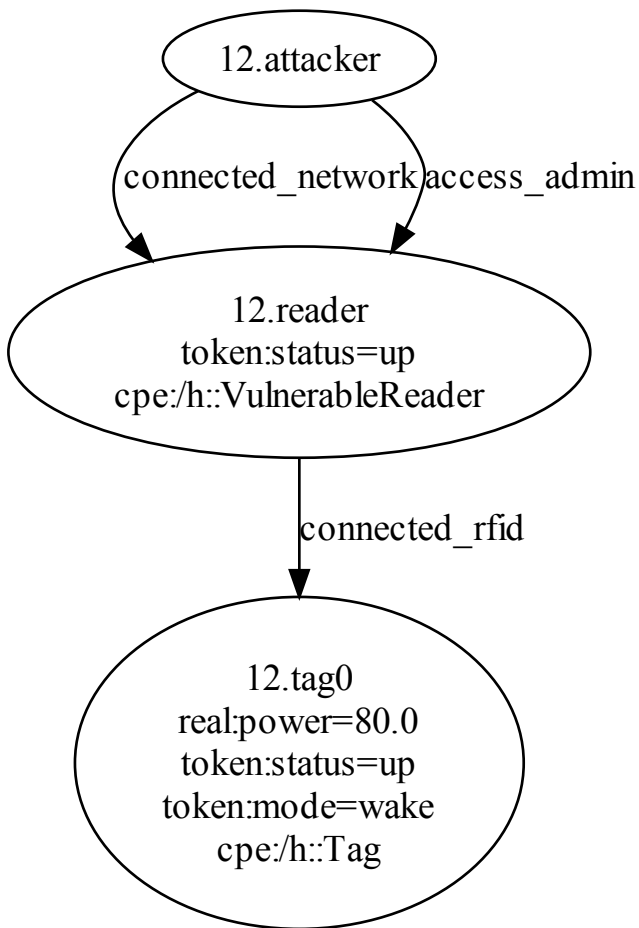 12.attacker
connected_network
access_admin
12.reader
token:status=up
cpe:/h::VulnerableReader
connected_rfid
12.tag0
real:power=80.0
token:status=up
token:mode=wake
cpe:/h::Tag